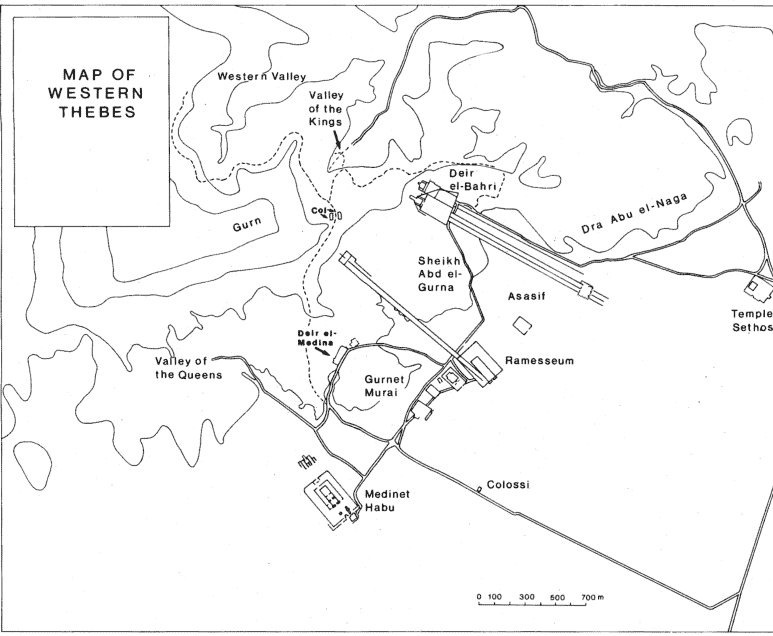 MAP OF
WESTERN
THEBES
Western Valley
Valley
of the
Kings
Deir
el-Bahri
Dra Abu el-Naga
Col
Gurn
Sheikh
Abd el-
Gurna
Asasif
Temple
Sethos
Deir el-
Medina
Ramesseum
Valley of
the Queens
Gurnet
Murai
Colossi
Medinet
Habu
0 100 300 500 700 m